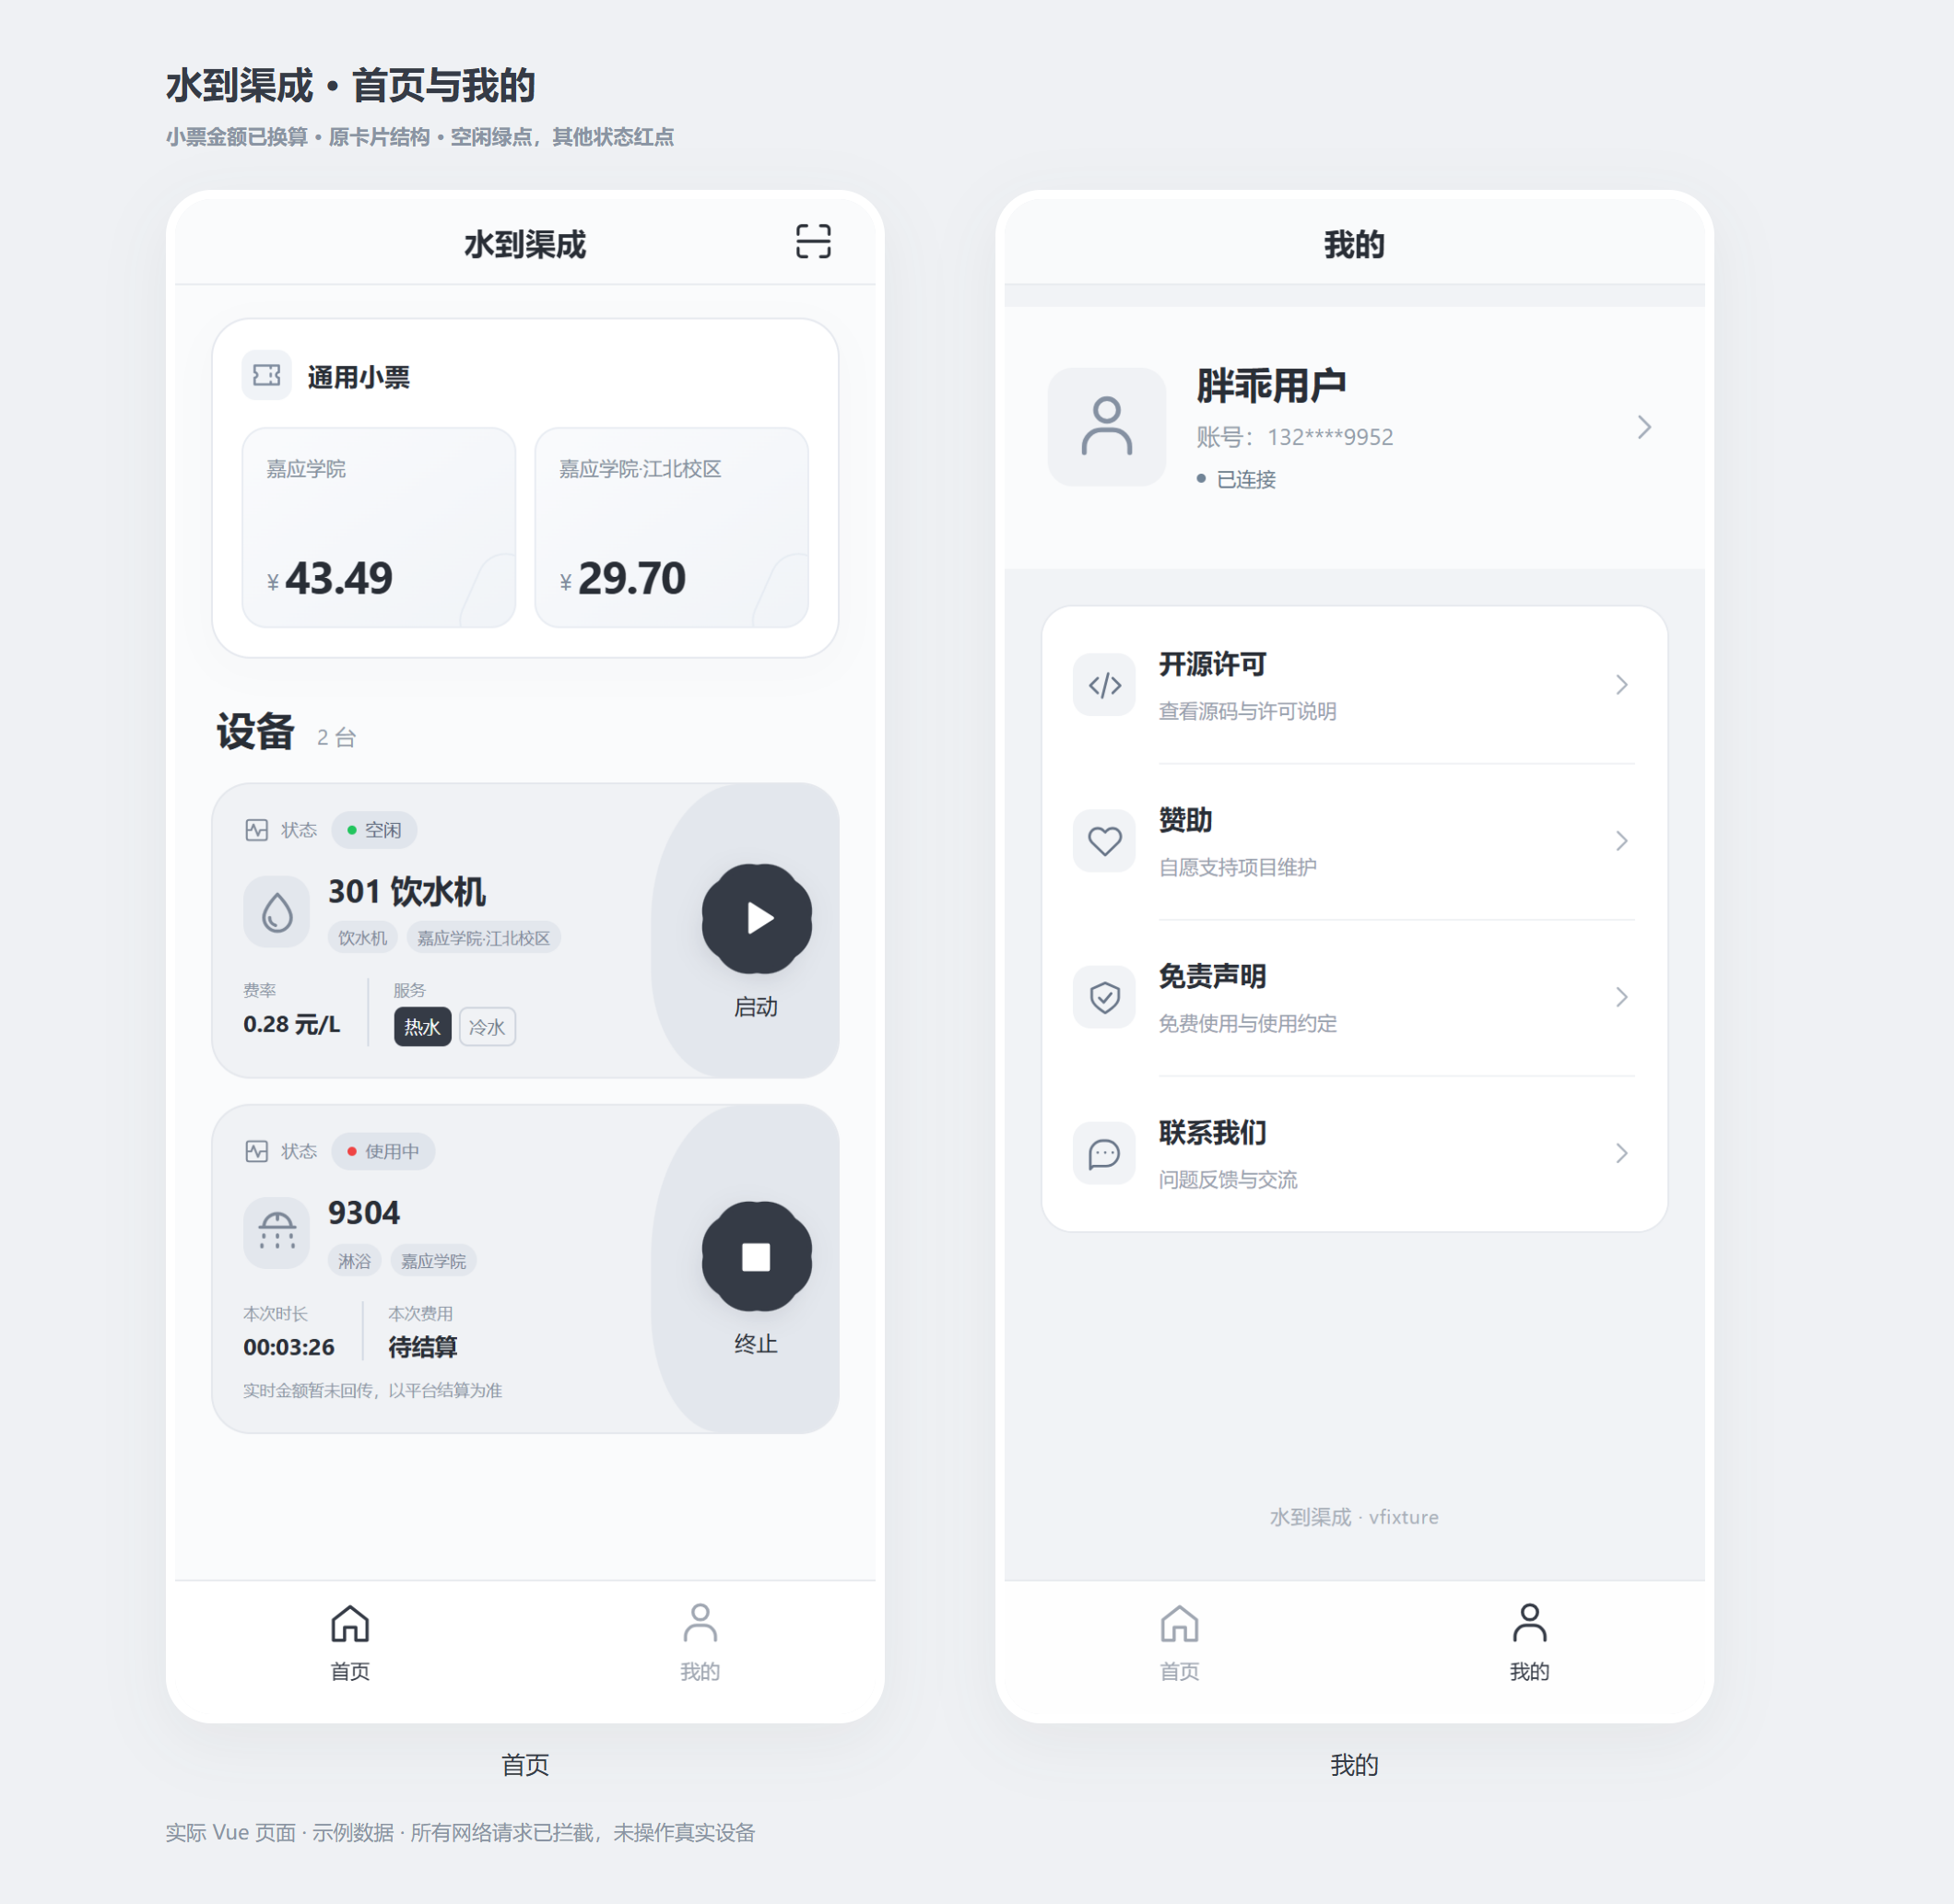 水到渠成 • 首页与我的
小票金额已换算 • 原卡片结构 • 空闲绿点，其他状态红点
水到渠成
通用小票
嘉应学院
¥ 43.49
嘉应学院·江北校区
¥ 29.70
设备 2 台
状态 空闲
301 饮水机
饮水机 嘉应学院·江北校区
费率 服务
0.28 元/L 热水 冷水
启动
状态 使用中
9304
淋浴 嘉应学院
本次时长 本次费用
00:03:26 待结算
实时金额暂未回传，以平台结算为准
终止
首页 我的
首页
我的
胖乖用户
账号：132****9952
已连接
开源许可
查看源码与许可说明
赞助
自愿支持项目维护
免责声明
免费使用与使用约定
联系我们
问题反馈与交流
水到渠成 · vfixture
首页 我的
我的
实际 Vue 页面 · 示例数据 · 所有网络请求已拦截，未操作真实设备